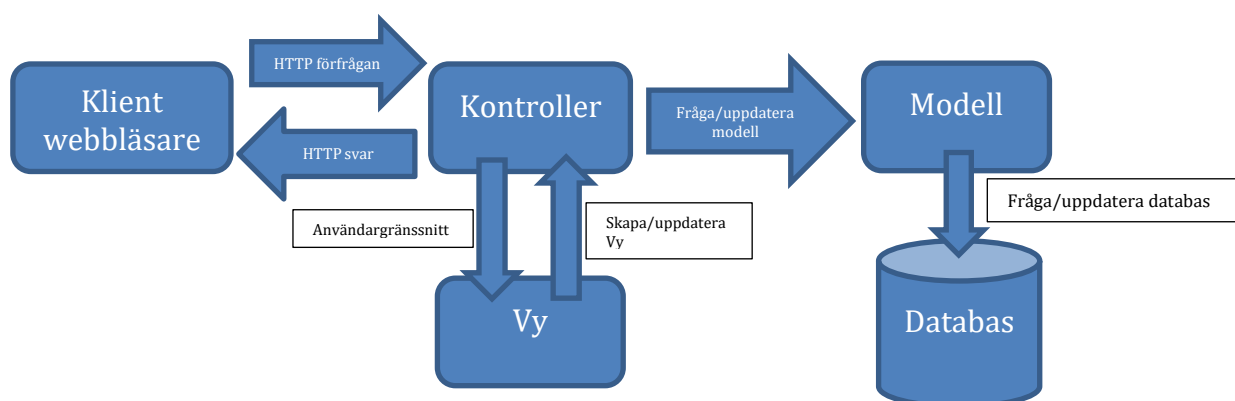 HTTP förfrågan
Klient
webbläsare
HTTP svar
Kontroller
Fråga/uppdatera
modell
Modell
Användargränssnitt
Skapa/uppdatera
Vy
Fråga/uppdatera databas
Vy
Databas